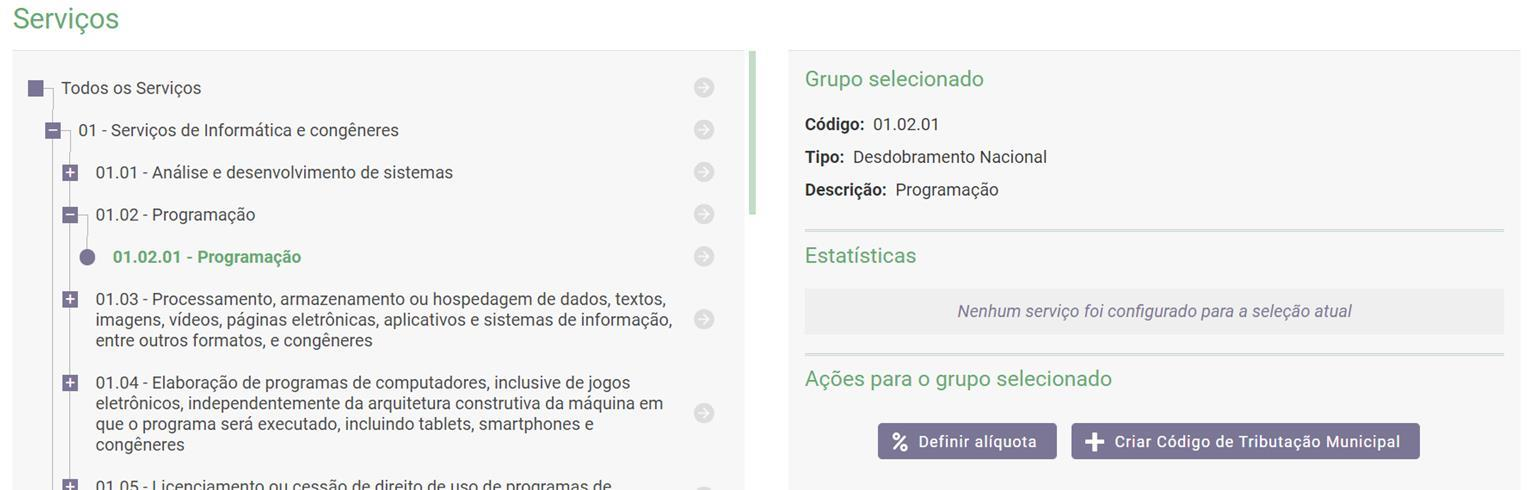 Serviços
Todos os Serviços
01 - Serviços de Informática e congêneres
01.01 - Análise e desenvolvimento de sistemas
01.02 - Programação
01.02.01 - Programação
01.03 - Processamento, armazenamento ou hospedagem de dados, textos,
imagens, vídeos, páginas eletrônicas, aplicativos e sistemas de informação,
entre outros formatos, e congêneres
01.04 - Elaboração de programas de computadores, inclusive de jogos
eletrônicos, independentemente da arquitetura construtiva da máquina em
que o programa será executado, incluindo tablets, smartphones e
congêneres
01.05 - Licenciamento ou cessão de direito de uso de programas de
Grupo selecionado
Código: 01.02.01
Tipo: Desdobramento Nacional
Descrição: Programação
Estatísticas
Nenhum serviço foi configurado para a seleção atual
Ações para o grupo selecionado
Definir alíquota
Criar Código de Tributação Municipal